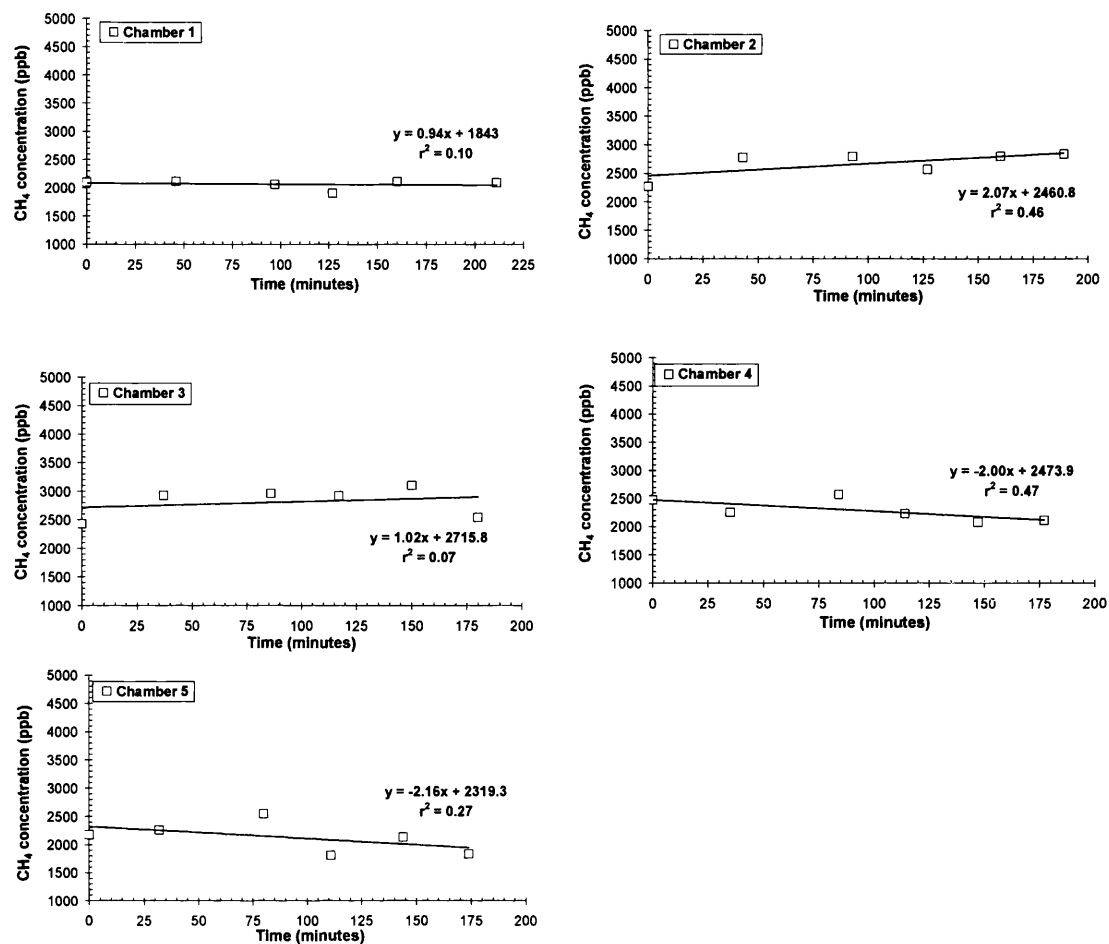 Chamber 1
CH₄ concentration (ppb)
5000
4500
4000
3500
3000
2500
2000
1500
1000
y = 0.94x + 1843
r² = 0.10
0 25 50 75 100 125 150 175 200 225
Time (minutes)
Chamber 2
CH₄ concentration (ppb)
5000
4500
4000
3500
3000
2500
2000
1500
1000
y = 2.07x + 2460.8
r² = 0.46
0 25 50 75 100 125 150 175 200
Time (minutes)
Chamber 3
CH₄ concentration (ppb)
5000
4500
4000
3500
3000
2500
2000
1500
1000
y = 1.02x + 2715.8
r² = 0.07
0 25 50 75 100 125 150 175 200
Time (minutes)
Chamber 4
CH₄ concentration (ppb)
5000
4500
4000
3500
3000
2500
2000
1500
1000
y = -2.00x + 2473.9
r² = 0.47
0 25 50 75 100 125 150 175 200
Time (minutes)
Chamber 5
CH₄ concentration (ppb)
5000
4500
4000
3500
3000
2500
2000
1500
1000
y = -2.16x + 2319.3
r² = 0.27
0 25 50 75 100 125 150 175 200
Time (minutes)